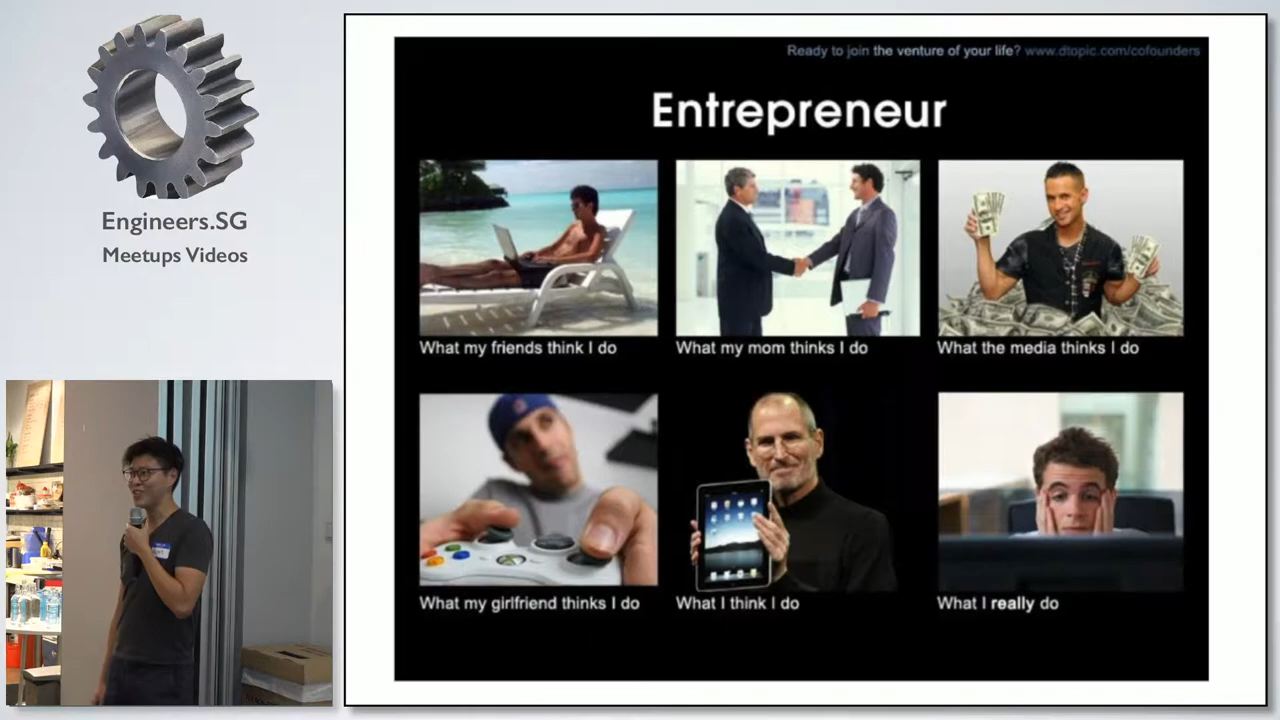 Engineers.SG
Meetups Videos
Ready to join the venture of your life? www.dtopic.com/cofounders
Entrepreneur
What my friends think I do
What my mom thinks I do
What the media thinks I do
What my girlfriend thinks I do
What I think I do
What I really do